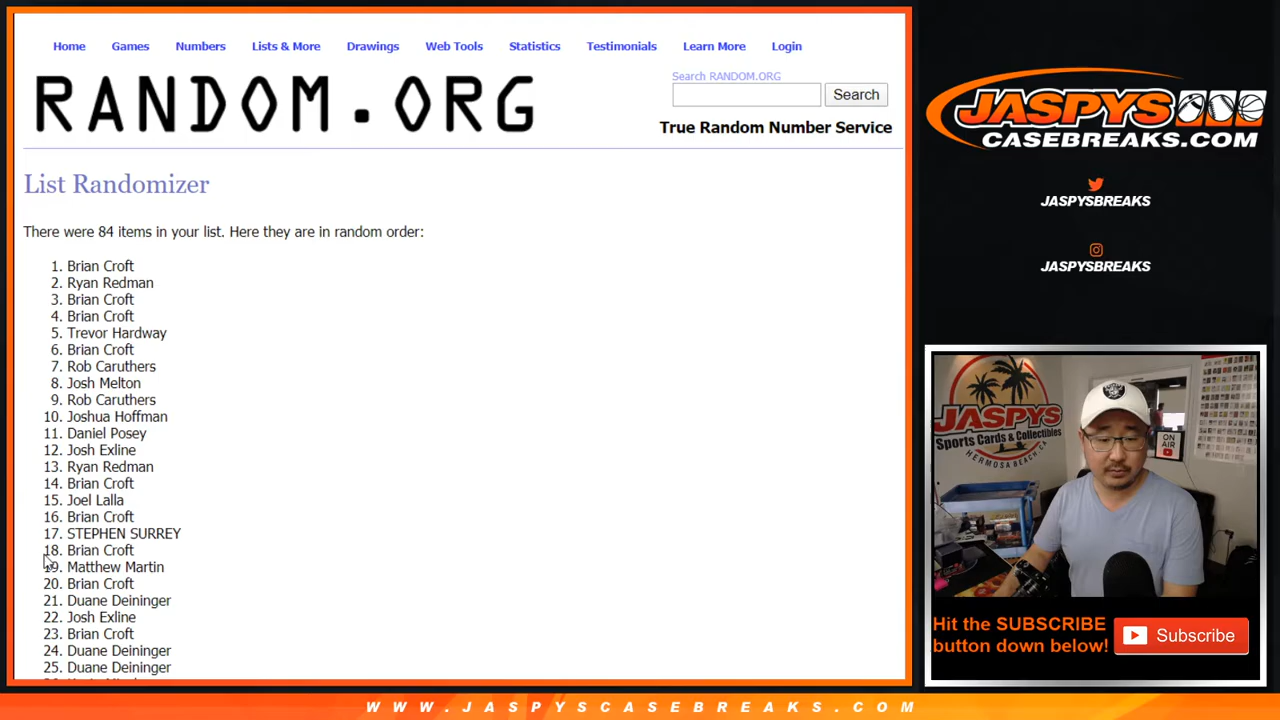 Home Games Numbers Lists & More Drawings Web Tools Statistics Testimonials Learn More Login
RANDOM.ORG
Search RANDOM.ORG
Search
True Random Number Service
List Randomizer
There were 84 items in your list. Here they are in random order:
1. Brian Croft
2. Ryan Redman
3. Brian Croft
4. Brian Croft
5. Trevor Hardway
6. Brian Croft
7. Rob Caruthers
8. Josh Melton
9. Rob Caruthers
10. Joshua Hoffman
11. Daniel Posey
12. Josh Exline
13. Ryan Redman
14. Brian Croft
15. Joel Lalla
16. Brian Croft
17. STEPHEN SURREY
18. Brian Croft
19. Matthew Martin
20. Brian Croft
21. Duane Deininger
22. Josh Exline
23. Brian Croft
24. Duane Deininger
25. Duane Deininger
JASPYS
CASEBREAKS.COM
JASPYSBREAKS
JASPYSBREAKS
JASPYS
Sports Cards & Collectibles
HERMOSA BEACH, CA
ON AIR
Hit the SUBSCRIBE
button down below!
Subscribe
WWW.JASPYSCASEBREAKS.COM